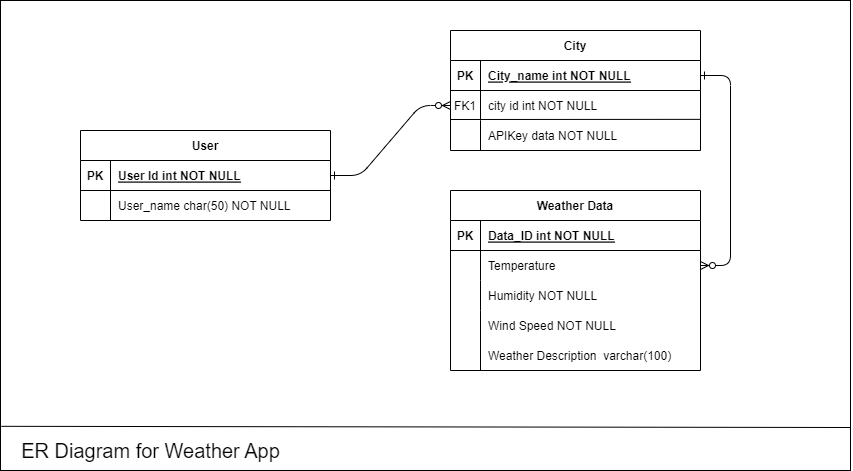 City
PK City_name int NOT NULL
FK1 city id int NOT NULL
APIKey data NOT NULL
User
PK User Id int NOT NULL
User_name char(50) NOT NULL
Weather Data
PK Data_ID int NOT NULL
Temperature
Humidity NOT NULL
Wind Speed NOT NULL
Weather Description  varchar(100)
ER Diagram for Weather App